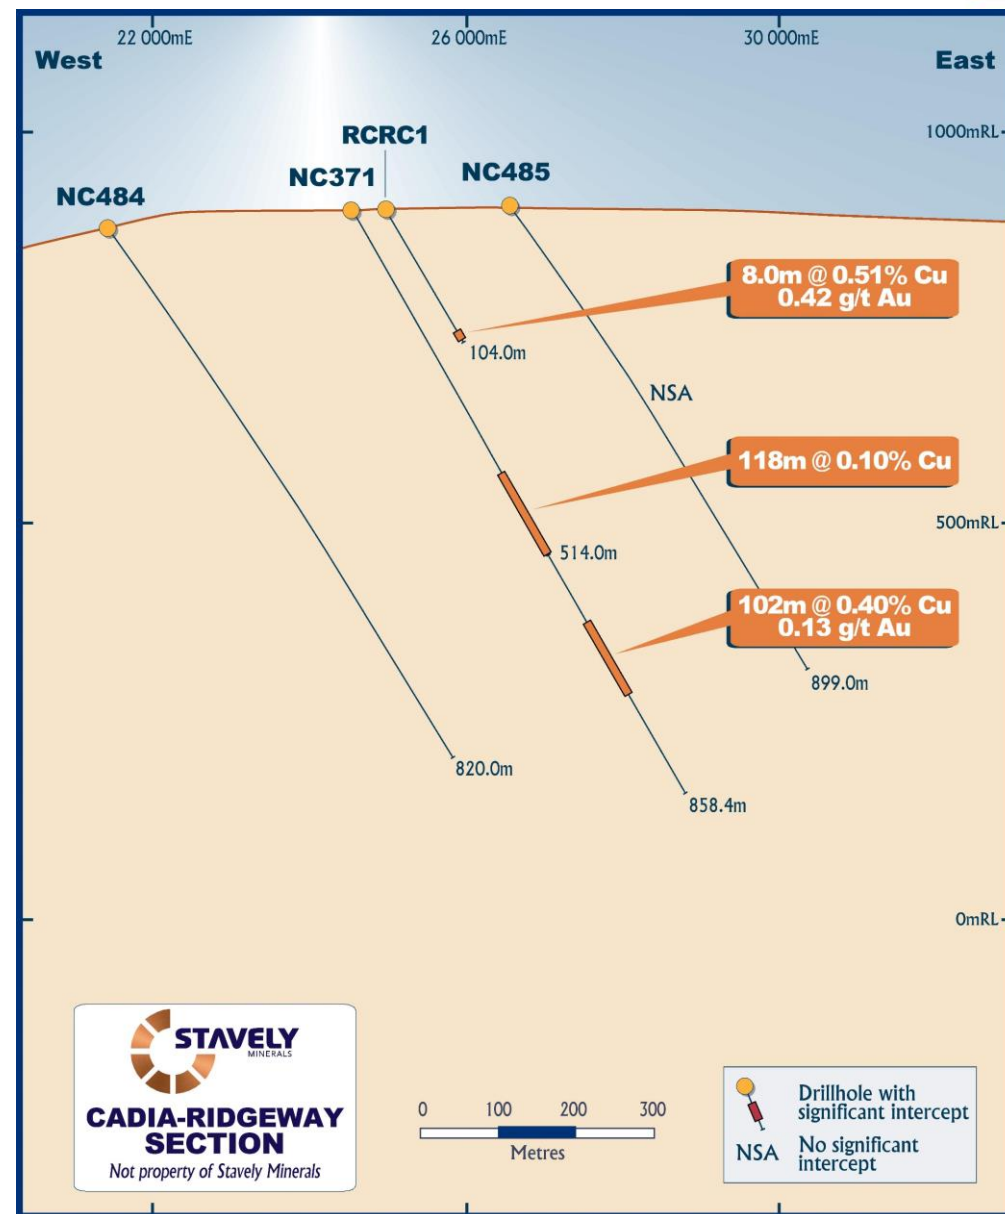 22 000mE
26 000mE
30 000mE
West
East
1000mRL
RCRC1
NC371
NC485
NC484
8.0m @ 0.51% Cu
0.42 g/t Au
104.0m
NSA
118m @ 0.10% Cu
500mRL
514.0m
102m @ 0.40% Cu
0.13 g/t Au
899.0m
820.0m
858.4m
0mRL
STAVELY
MINERALS
CADIA-RIDGEWAY
SECTION
Not property of Stavely Minerals
0 100 200 300
Metres
Drillhole with
significant intercept
NSA No significant
intercept